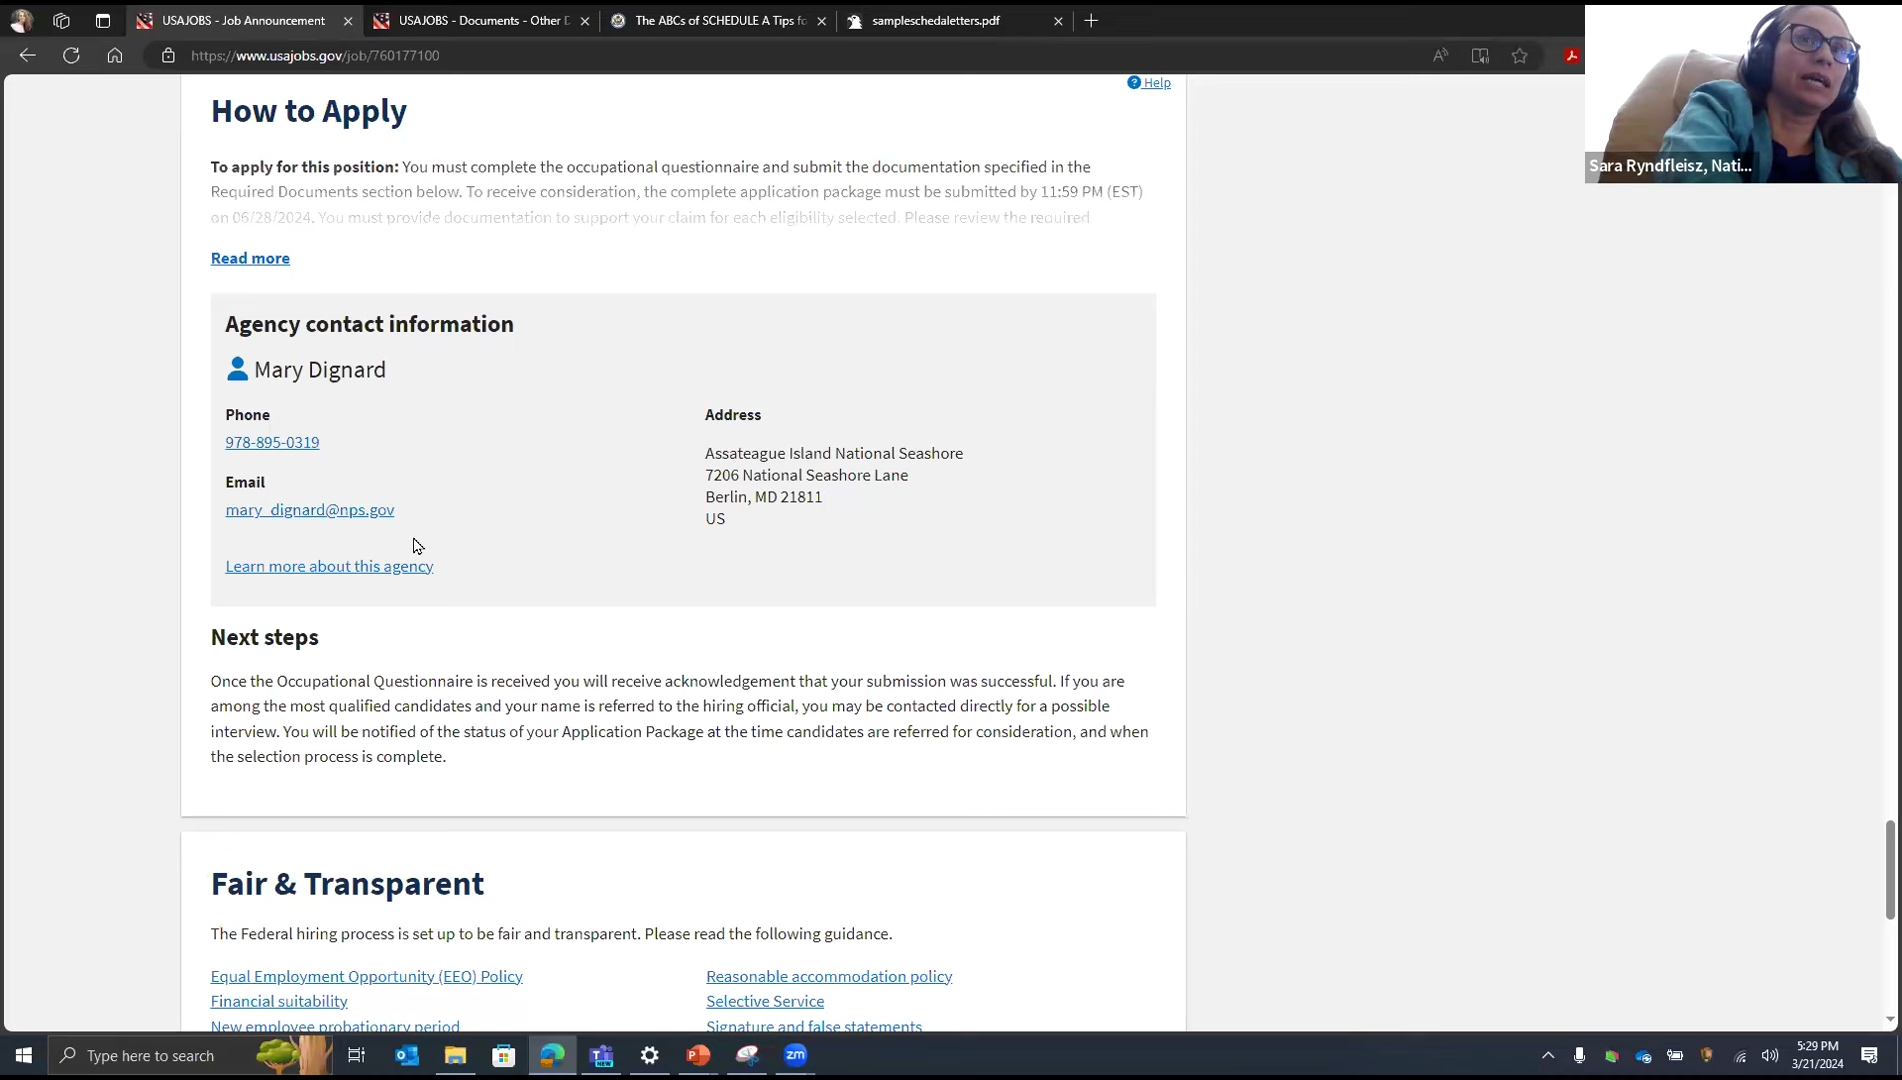 USAJOBS - Job Announcement
USAJOBS - Documents - Other D
The ABCs of SCHEDULE A Tips fo
sampleschedaletters.pdf
https://www.usajobs.gov/job/760177100
Help
How to Apply
To apply for this position: You must complete the occupational questionnaire and submit the documentation specified in the
Required Documents section below. To receive consideration, the complete application package must be submitted by 11:59 PM (EST)
on 06/28/2024. You must provide documentation to support your claim for each eligibility selected. Please review the required
Read more
Agency contact information
Mary Dignard
Phone
978-895-0319
Email
mary_dignard@nps.gov
Learn more about this agency
Address
Assateague Island National Seashore
7206 National Seashore Lane
Berlin, MD 21811
US
Next steps
Once the Occupational Questionnaire is received you will receive acknowledgement that your submission was successful. If you are
among the most qualified candidates and your name is referred to the hiring official, you may be contacted directly for a possible
interview. You will be notified of the status of your Application Package at the time candidates are referred for consideration, and when
the selection process is complete.
Fair & Transparent
The Federal hiring process is set up to be fair and transparent. Please read the following guidance.
Equal Employment Opportunity (EEO) Policy
Financial suitability
New employee probationary period
Reasonable accommodation policy
Selective Service
Signature and false statements
Sara Ryndfleisz, Nati...
Type here to search
zm
5:29 PM
3/21/2024